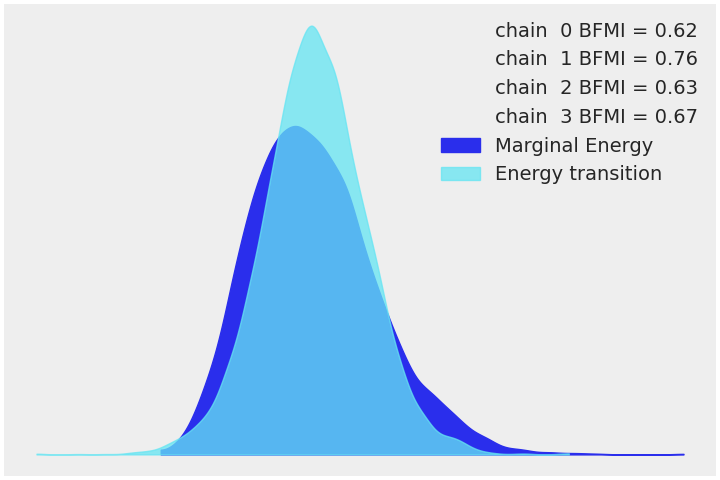 chain  0 BFMI = 0.62
chain  1 BFMI = 0.76
chain  2 BFMI = 0.63
chain  3 BFMI = 0.67
Marginal Energy
Energy transition